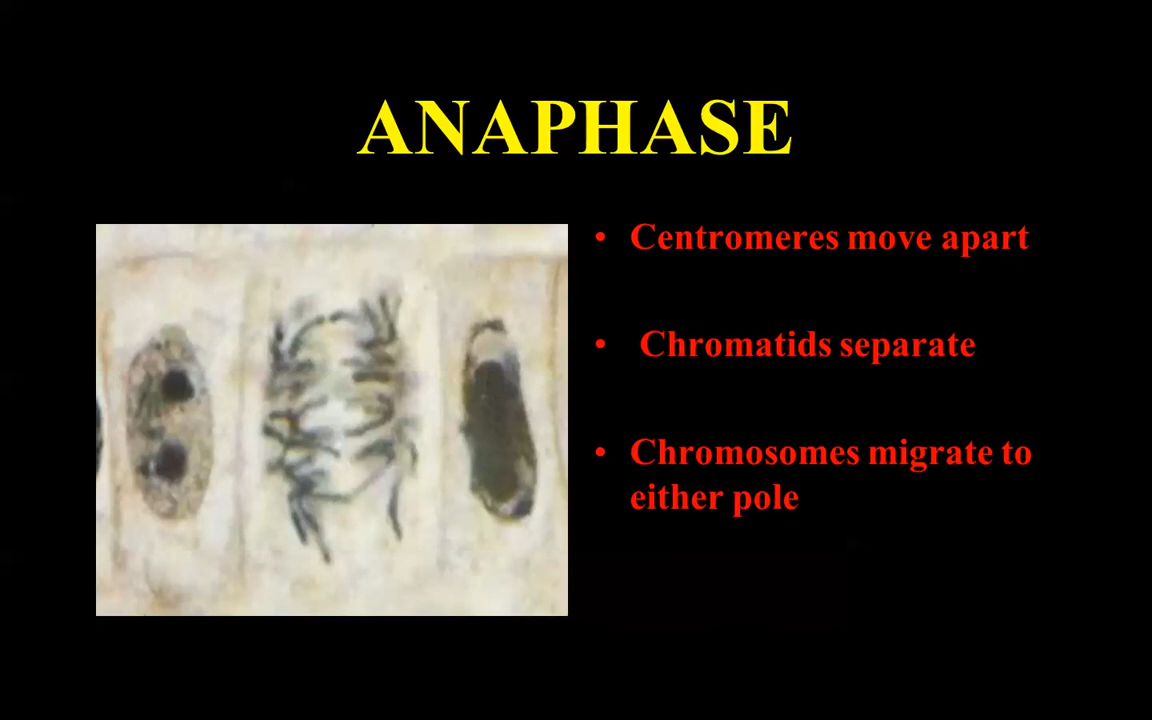 ANAPHASE
• Centromeres move apart
• Chromatids separate
• Chromosomes migrate to
either pole